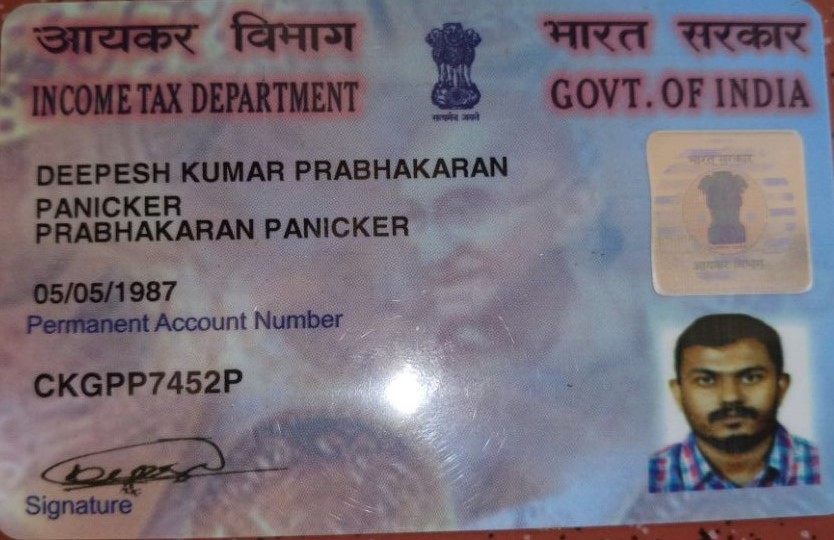 आयकर विभाग
भारत सरकार
INCOME TAX DEPARTMENT
GOVT. OF INDIA
सत्यमेव जयते
DEEPESH KUMAR PRABHAKARAN
PANICKER
PRABHAKARAN PANICKER
भारत सरकार
आयकर विभाग
05/05/1987
Permanent Account Number
CKGPP7452P
Deepesh
Signature